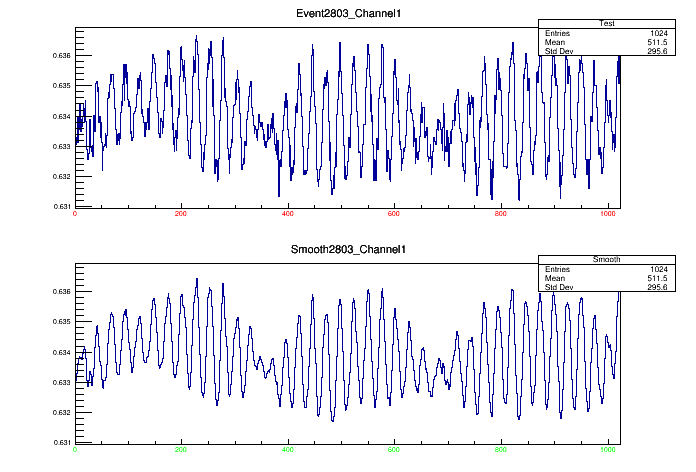 Event2803_Channel1
Test
Entries 1024
Mean 511.5
Std Dev 295.6
0.636
0.635
0.634
0.633
0.632
0.631
0 200 400 600 800 1000
Smooth2803_Channel1
Smooth
Entries 1024
Mean 511.5
Std Dev 295.6
0.636
0.635
0.634
0.633
0.632
0.631
0 200 400 600 800 1000